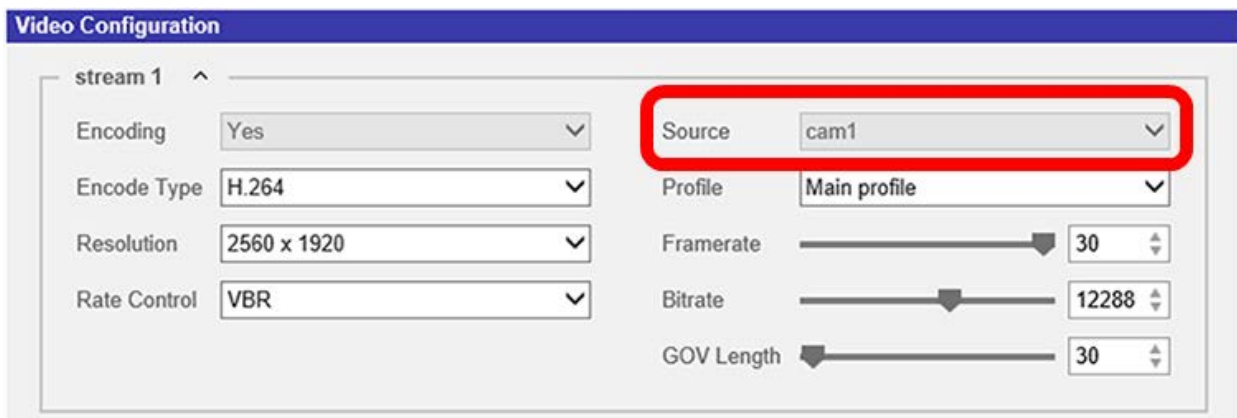 Video Configuration
stream 1
Encoding Yes Source cam1
Encode Type H.264 Profile Main profile
Resolution 2560 x 1920 Framerate 30
Rate Control VBR Bitrate 12288
GOV Length 30